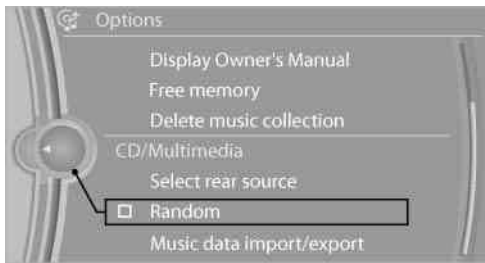 Options
Display Owner's Manual
Free memory
Delete music collection
CD/Multimedia
Select rear source
Random
Music data import/export